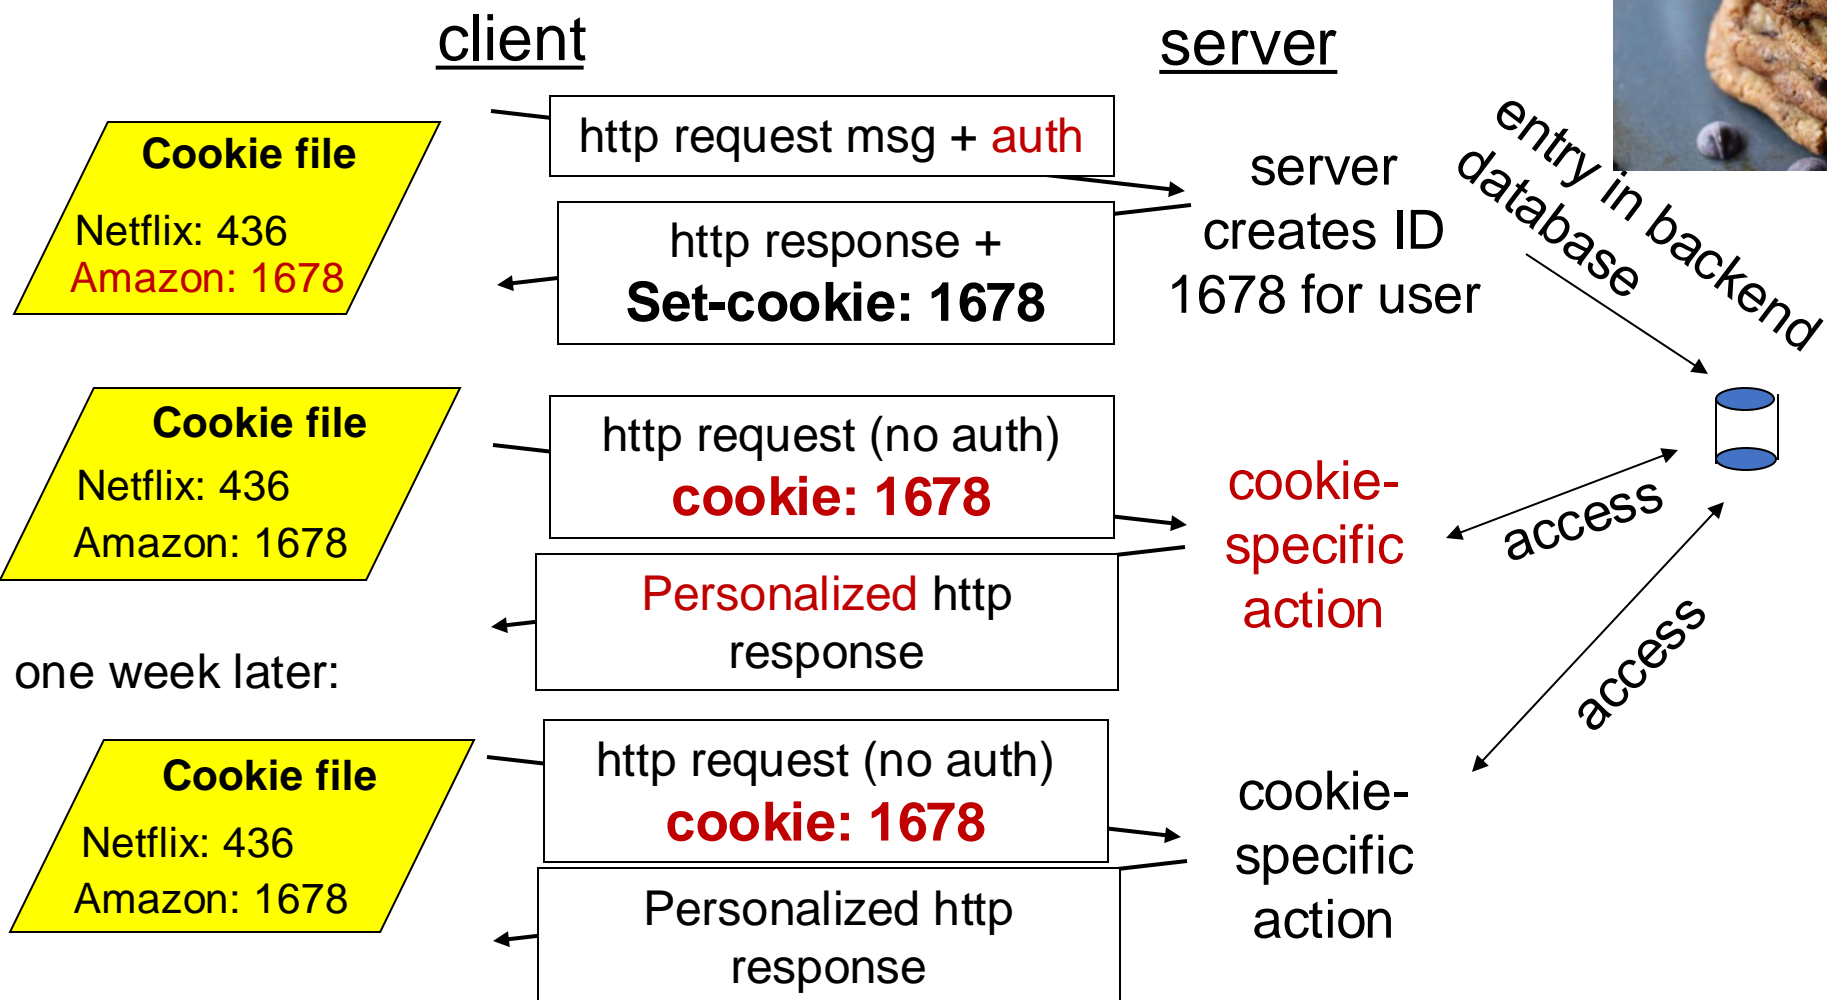 client
server
Cookie file
Netflix: 436
Amazon: 1678
http request msg + auth
http response +
Set-cookie: 1678
server
creates ID
1678 for user
entry in backend
database
Cookie file
Netflix: 436
Amazon: 1678
http request (no auth)
cookie: 1678
Personalized http
response
cookie-
specific
action
access
access
one week later:
Cookie file
Netflix: 436
Amazon: 1678
http request (no auth)
cookie: 1678
Personalized http
response
cookie-
specific
action